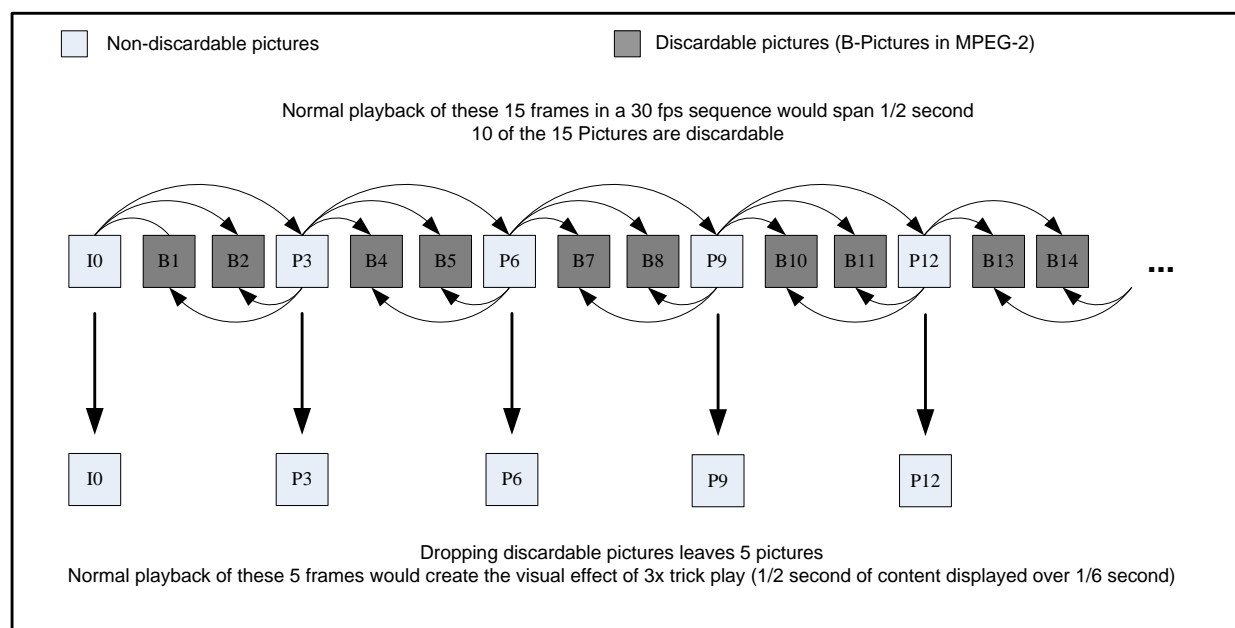 Non-discardable pictures
Discardable pictures (B-Pictures in MPEG-2)
Normal playback of these 15 frames in a 30 fps sequence would span 1/2 second
10 of the 15 Pictures are discardable
I0 B1 B2 P3 B4 B5 P6 B7 B8 P9 B10 B11 P12 B13 B14 ...
I0 P3 P6 P9 P12
Dropping discardable pictures leaves 5 pictures
Normal playback of these 5 frames would create the visual effect of 3x trick play (1/2 second of content displayed over 1/6 second)